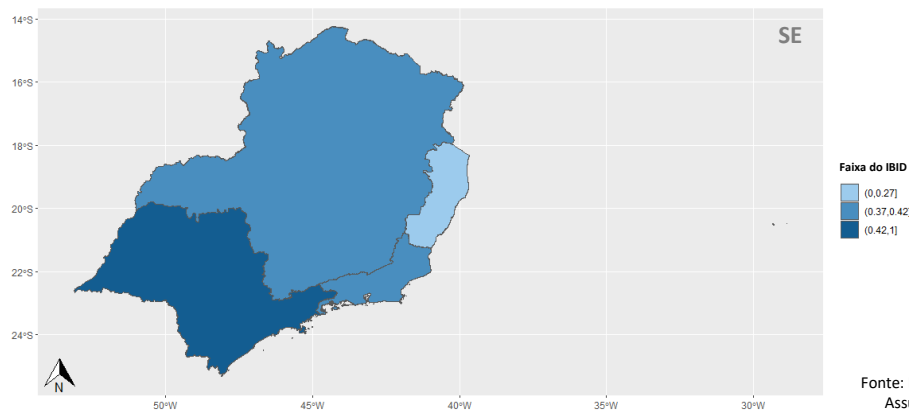 SE
14°S
16°S
18°S
20°S
22°S
24°S
50°W
45°W
40°W
35°W
30°W
N
Faixa do IBID
(0,0.27]
(0.37,0.42]
(0.42,1]
Fonte: